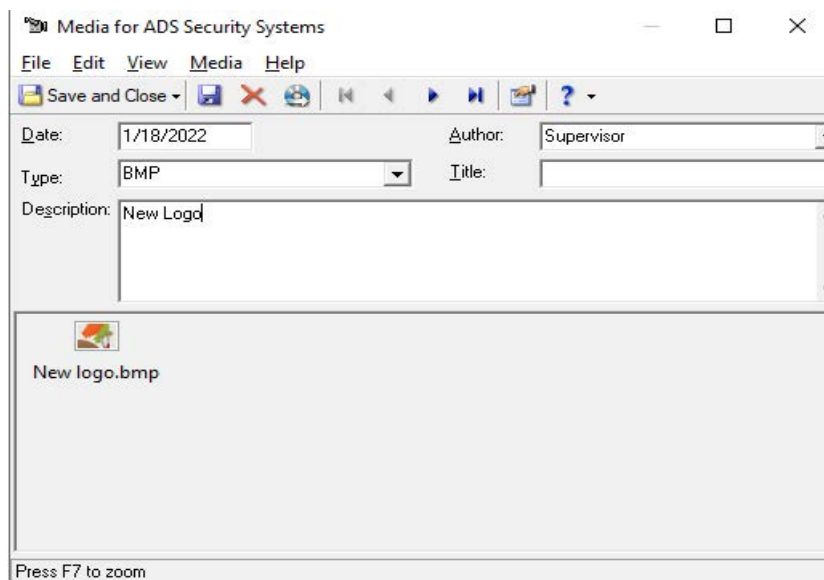 Media for ADS Security Systems
File Edit View Media Help
Save and Close
Date: 1/18/2022 Author: Supervisor
Type: BMP Title:
Description: New Logo
New logo.bmp
Press F7 to zoom